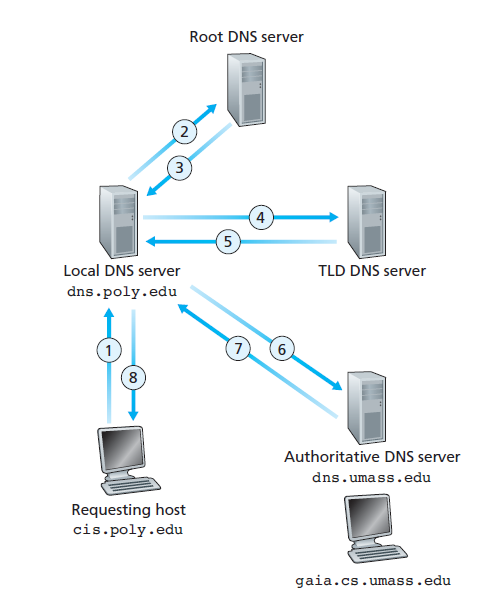 Root DNS server
2
3
4
5
Local DNS server
dns.poly.edu
TLD DNS server
1
8
7
6
Authoritative DNS server
dns.umass.edu
Requesting host
cis.poly.edu
gaia.cs.umass.edu